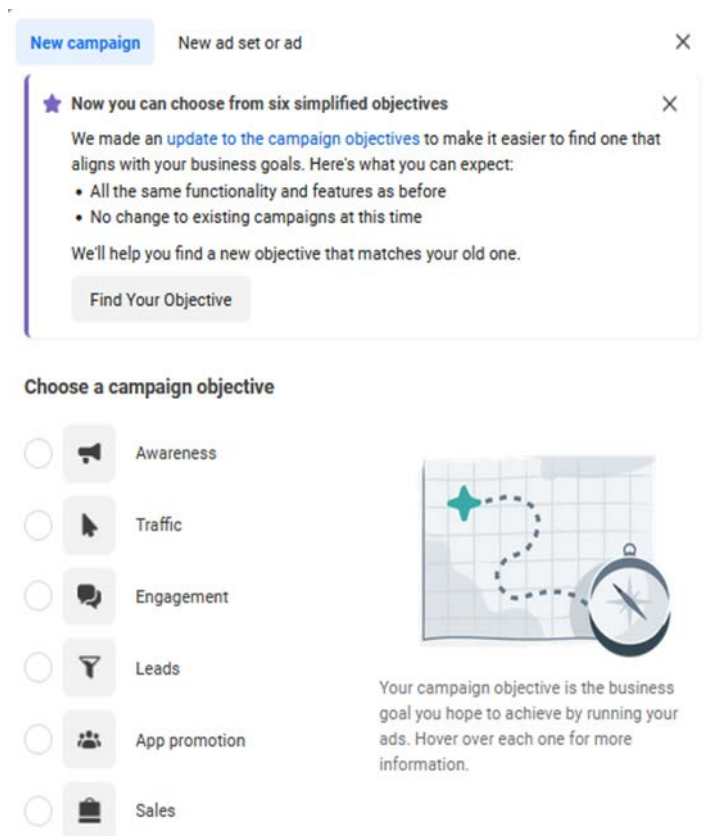 New campaign New ad set or ad
Now you can choose from six simplified objectives
We made an update to the campaign objectives to make it easier to find one that
aligns with your business goals. Here's what you can expect:
• All the same functionality and features as before
• No change to existing campaigns at this time
We'll help you find a new objective that matches your old one.
Find Your Objective
Choose a campaign objective
Awareness
Traffic
Engagement
Leads
App promotion
Sales
Your campaign objective is the business
goal you hope to achieve by running your
ads. Hover over each one for more
information.